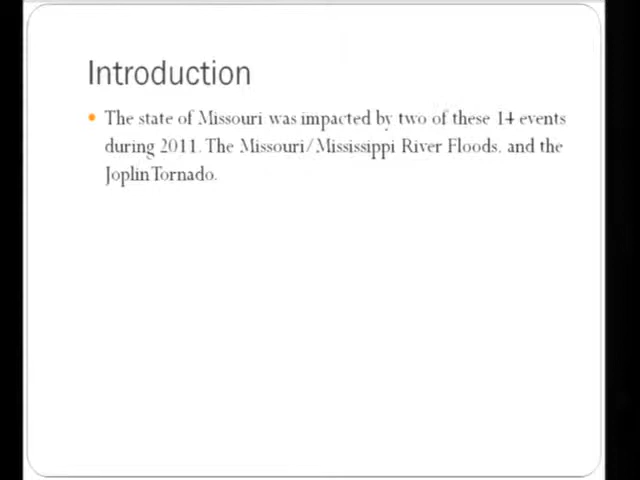 Introduction
The state of Missouri was impacted by two of these 14 events
during 2011. The Missouri/Mississippi River Floods, and the
Joplin Tornado.